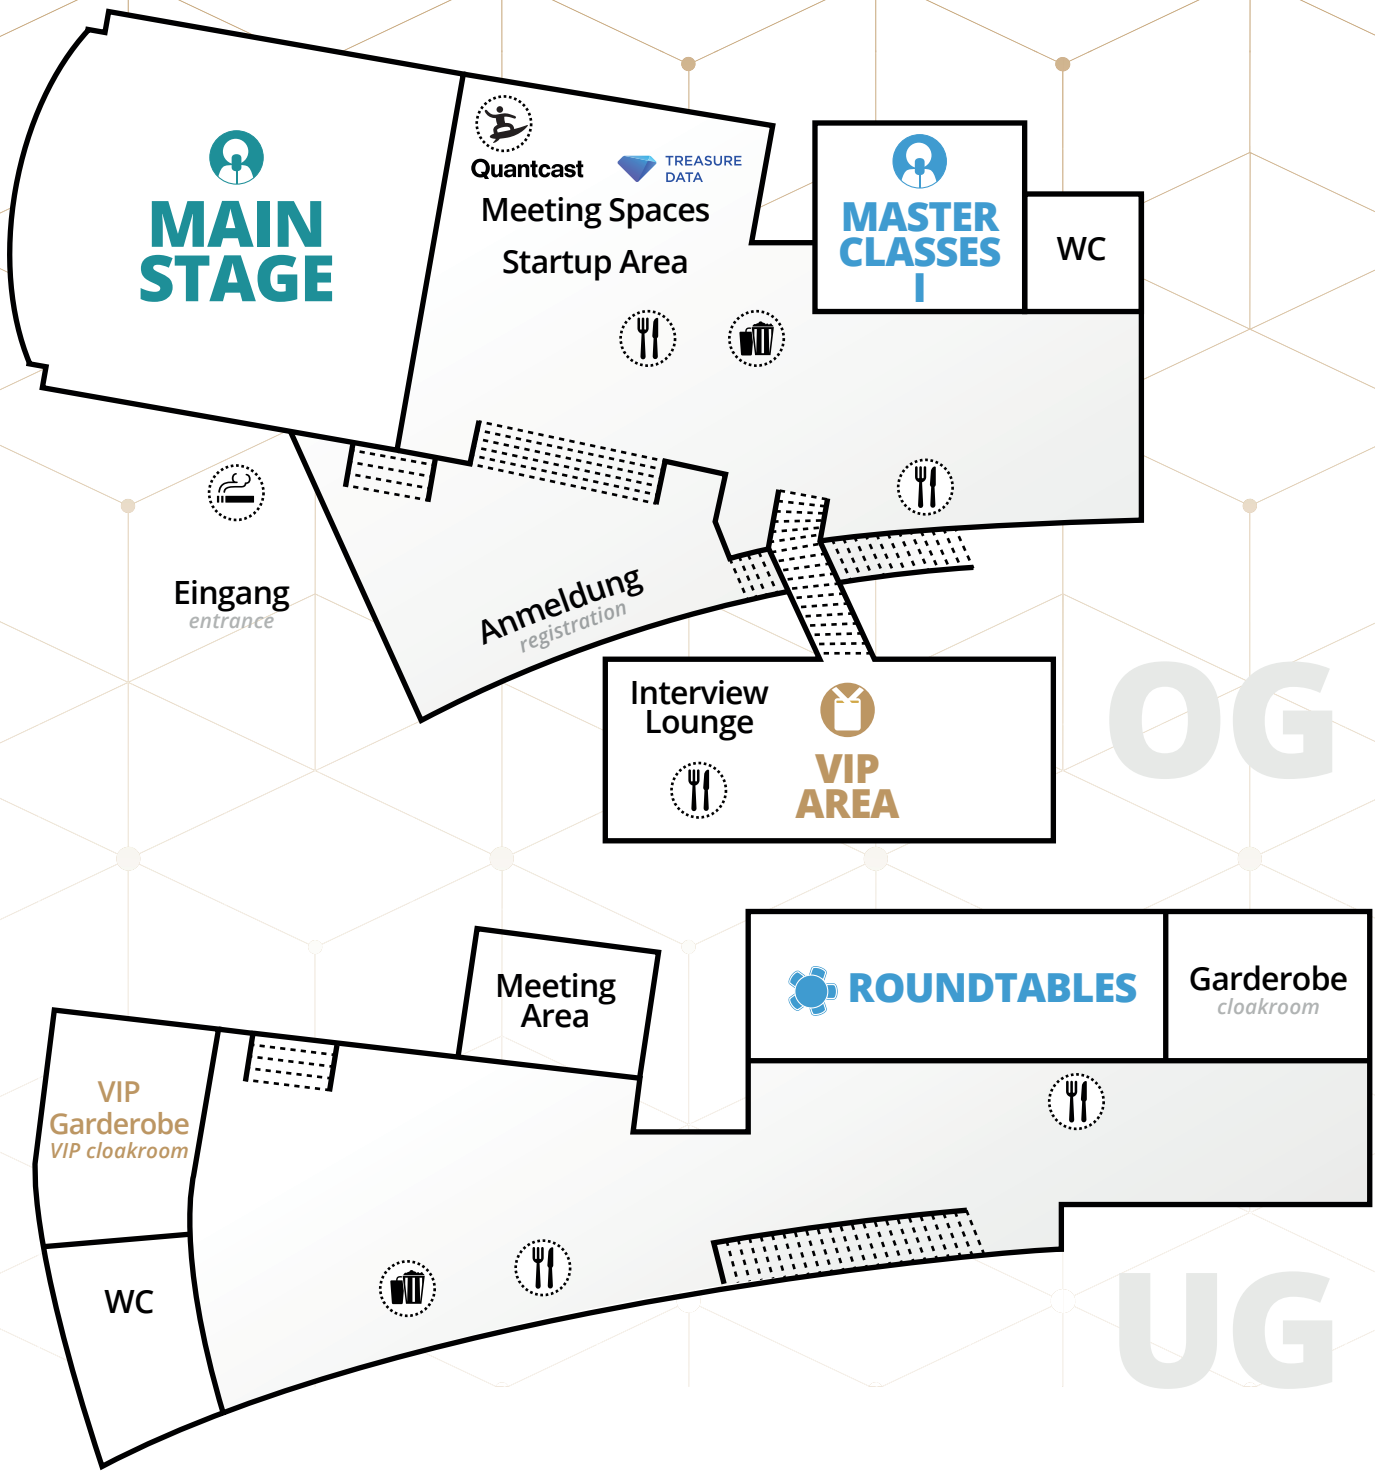 MAIN
STAGE
Quantcast
TREASURE
DATA
Meeting Spaces
Startup Area
MASTER
CLASSES
I
WC
Eingang
entrance
Anmeldung
registration
Interview
Lounge
VIP
AREA
OG
Meeting
Area
ROUNDTABLES
Garderobe
cloakroom
VIP
Garderobe
VIP cloakroom
WC
UG